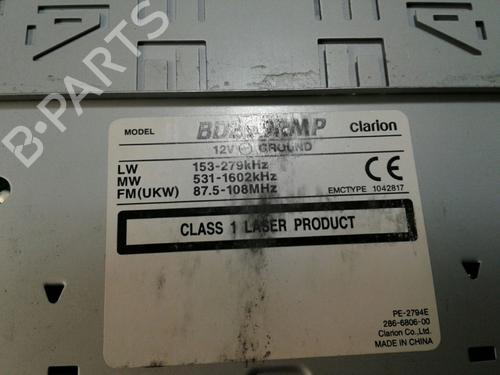 B-PARTS
MODEL clarion
12V GROUND
LW 153-279kHz
MW 531-1602kHz
FM(UKW) 87.5-108MHz
CE
EMCTYPE 1042817
CLASS 1 LASER PRODUCT
PE-2794E
286-6806-00
Clarion Co.,Ltd.
MADE IN CHINA